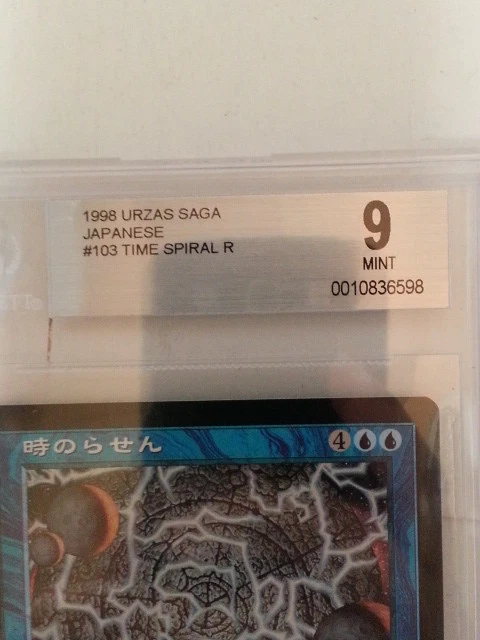 1998 URZAS SAGA
JAPANESE
#103 TIME SPIRAL R
9
MINT
0010836598
時のらせん
4